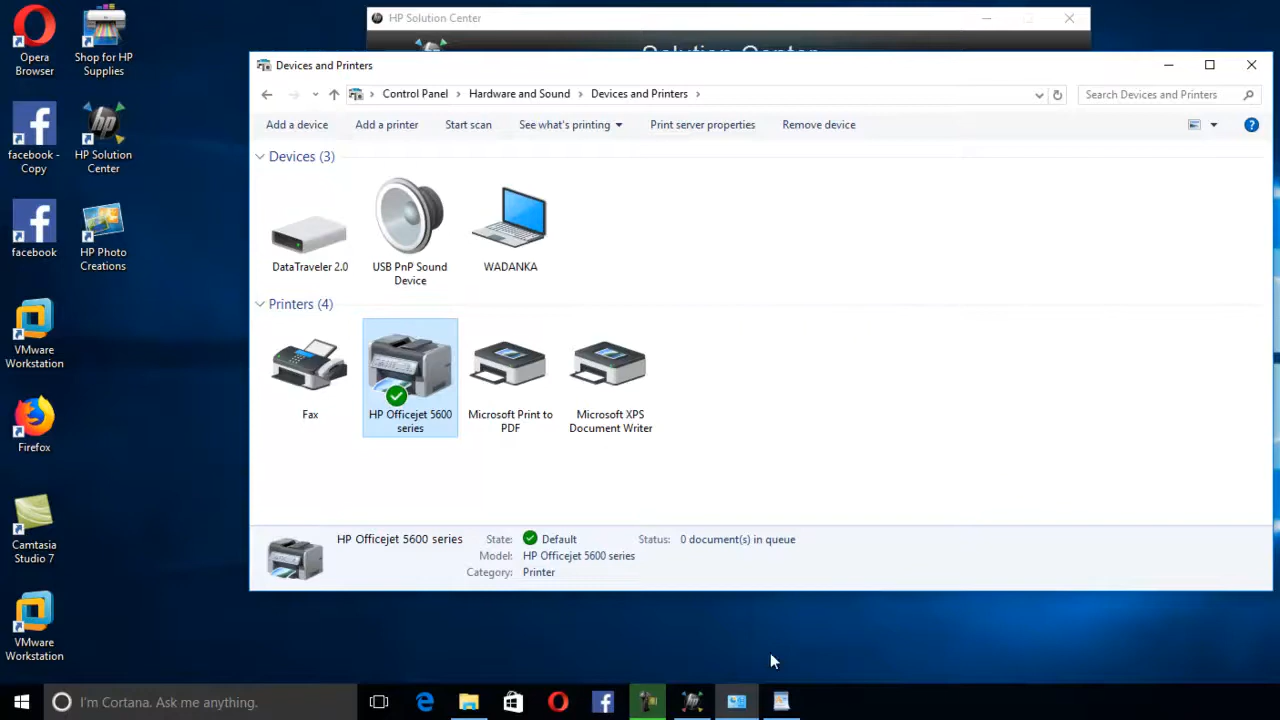 HP Solution Center
Solution Center
Opera
Browser
Shop for HP
Supplies
facebook -
Copy
HP Solution
Center
facebook
HP Photo
Creations
VMware
Workstation
Firefox
Camtasia
Studio 7
VMware
Workstation
Devices and Printers
Control Panel > Hardware and Sound > Devices and Printers >
Search Devices and Printers
Add a device Add a printer Start scan See what's printing Print server properties Remove device
Devices (3)
DataTraveler 2.0
USB PnP Sound
Device
WADANKA
Printers (4)
Fax
HP Officejet 5600
series
Microsoft Print to
PDF
Microsoft XPS
Document Writer
HP Officejet 5600 series State: Default Status: 0 document(s) in queue
Model: HP Officejet 5600 series
Category: Printer
I'm Cortana. Ask me anything.